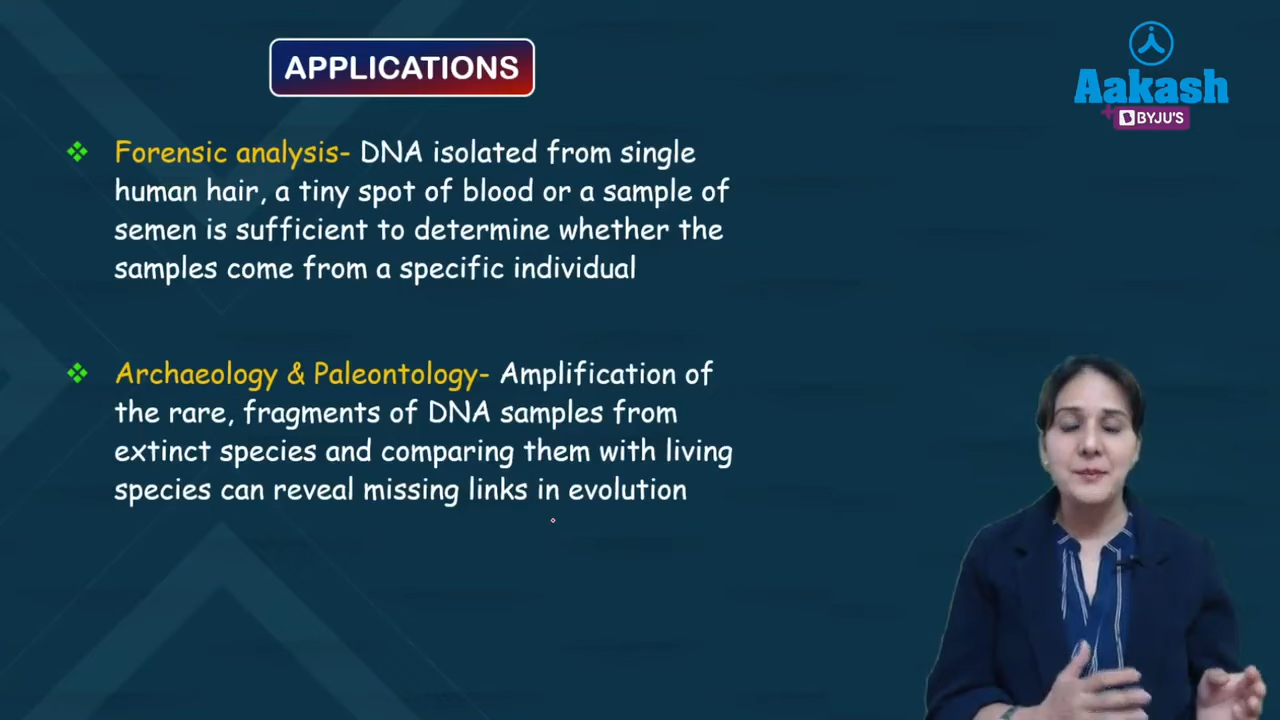 APPLICATIONS
Aakash
+BYJU'S
Forensic analysis- DNA isolated from single
human hair, a tiny spot of blood or a sample of
semen is sufficient to determine whether the
samples come from a specific individual
Archaeology & Paleontology- Amplification of
the rare, fragments of DNA samples from
extinct species and comparing them with living
species can reveal missing links in evolution